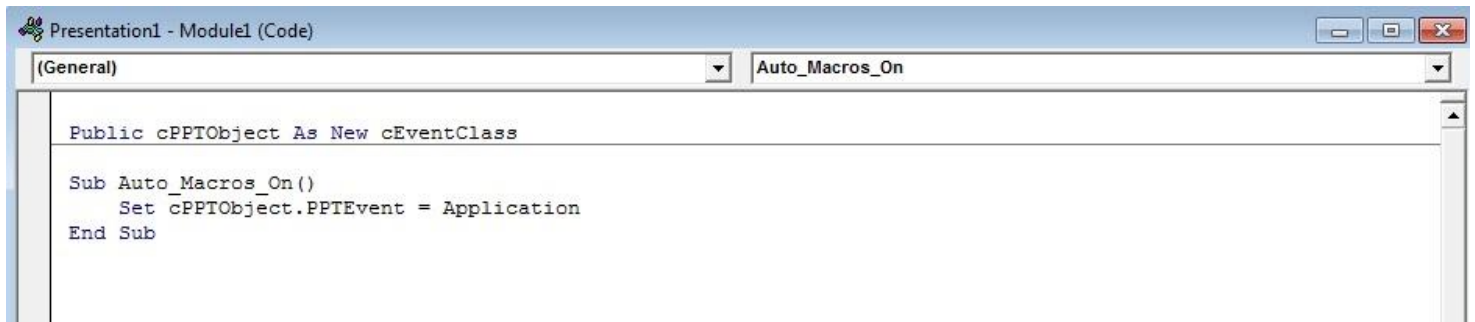 Presentation1 - Module1 (Code)
(General) Auto_Macros_On
Public cPPTObject As New cEventClass
Sub Auto_Macros_On()
Set cPPTObject.PPTEvent = Application
End Sub